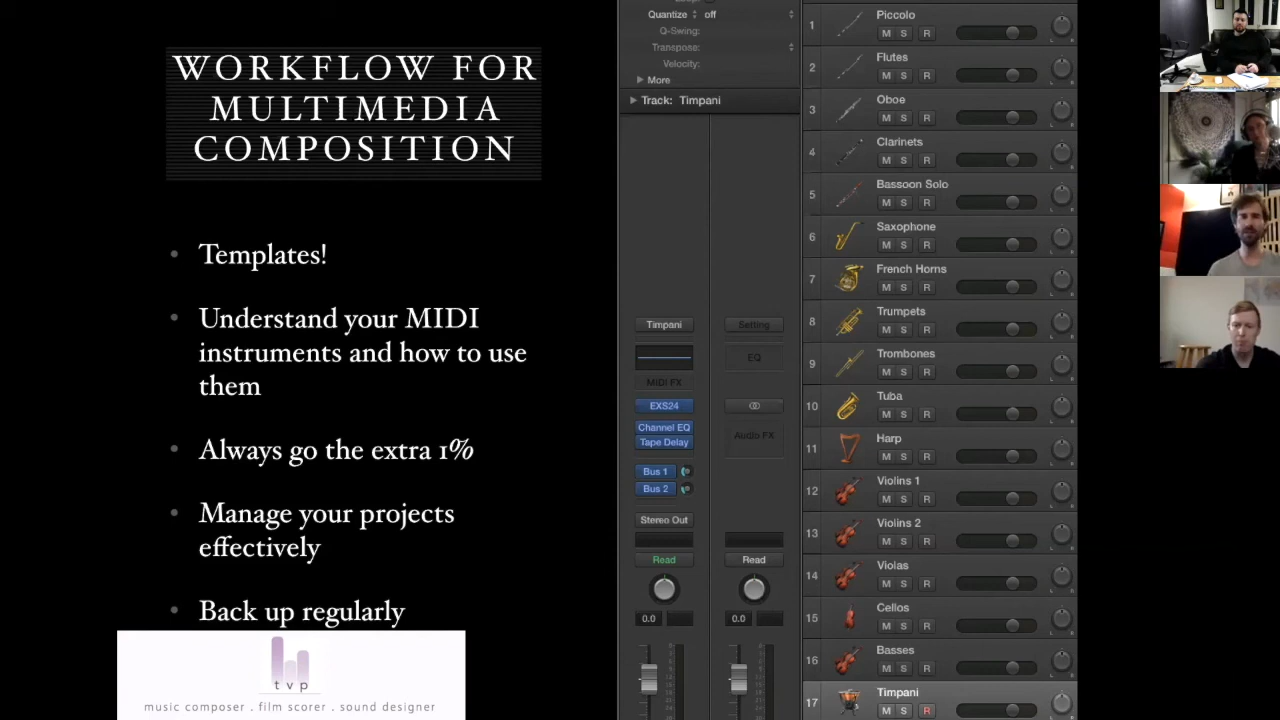 WORKFLOW FOR
MULTIMEDIA
COMPOSITION
• Templates!
• Understand your MIDI
instruments and how to use
them
• Always go the extra 1%
• Manage your projects
effectively
• Back up regularly
tvp
music composer . film scorer . sound designer
Quantize off
Q-Swing:
Transpose:
Velocity:
More
Track: Timpani
Timpani Setting
EQ
MIDI FX
EXS24
Channel EQ
Tape Delay
Audio FX
Bus 1
Bus 2
Stereo Out
Read Read
0.0 0.0
1 Piccolo
M S R
2 Flutes
M S R
3 Oboe
M S R
4 Clarinets
M S R
5 Bassoon Solo
M S R
6 Saxophone
M S R
7 French Horns
M S R
8 Trumpets
M S R
9 Trombones
M S R
10 Tuba
M S R
11 Harp
M S R
12 Violins 1
M S R
13 Violins 2
M S R
14 Violas
M S R
15 Cellos
M S R
16 Basses
M S R
17 Timpani
M S R